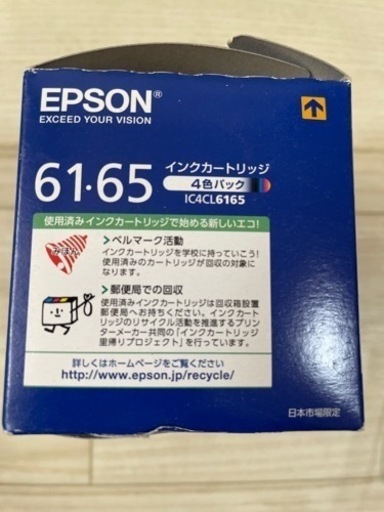 EPSON®
EXCEED YOUR VISION
61・65
インクカートリッジ
4色パック
IC4CL6165
使用済みインクカートリッジで始める新しいエコ!
みほん
ベルマーク活動
インクカートリッジを学校に持っていこう!
使用済みのカートリッジが回収の対象に
なります。
郵便局での回収
使用済みインクカートリッジは回収箱設置
郵便局へお持ちください。インクカート
リッジのリサイクル活動を推進するプリン
ターメーカー共同の「インクカートリッジ
里帰りプロジェクト」を行っています。
詳しくはホームページをご覧ください
http://www.epson.jp/recycle/
日本市場限定